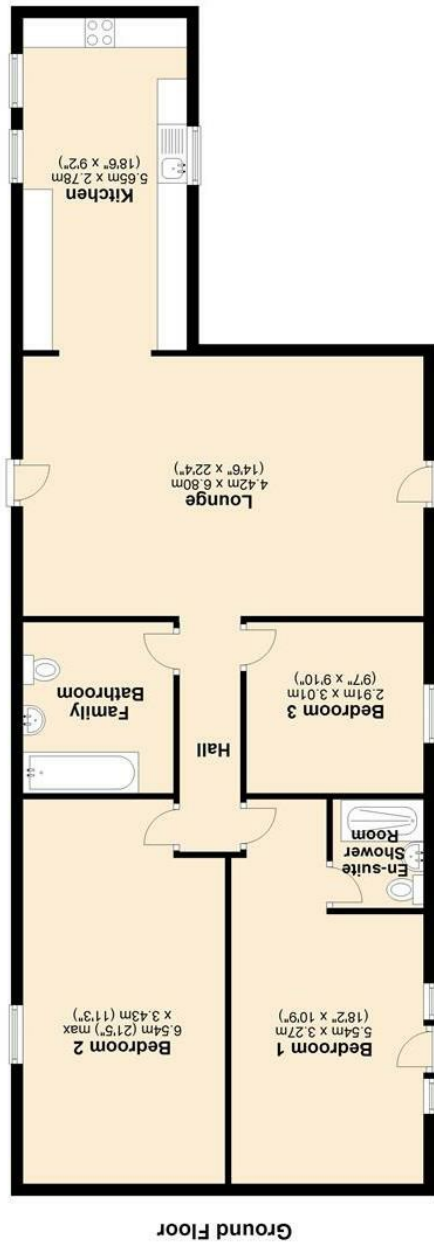 Ground Floor
Bedroom 1
5.54m x 3.27m
(18'2" x 10'9")
Bedroom 2
6.54m (21'5") max
x 3.43m (11'3")
En-suite
Shower
Room
Hall
Bedroom 3
2.91m x 3.01m
(9'7" x 9'10")
Family
Bathroom
Lounge
4.42m x 6.80m
(14'6" x 22'4")
Kitchen
5.65m x 2.78m
(18'6" x 9'2")